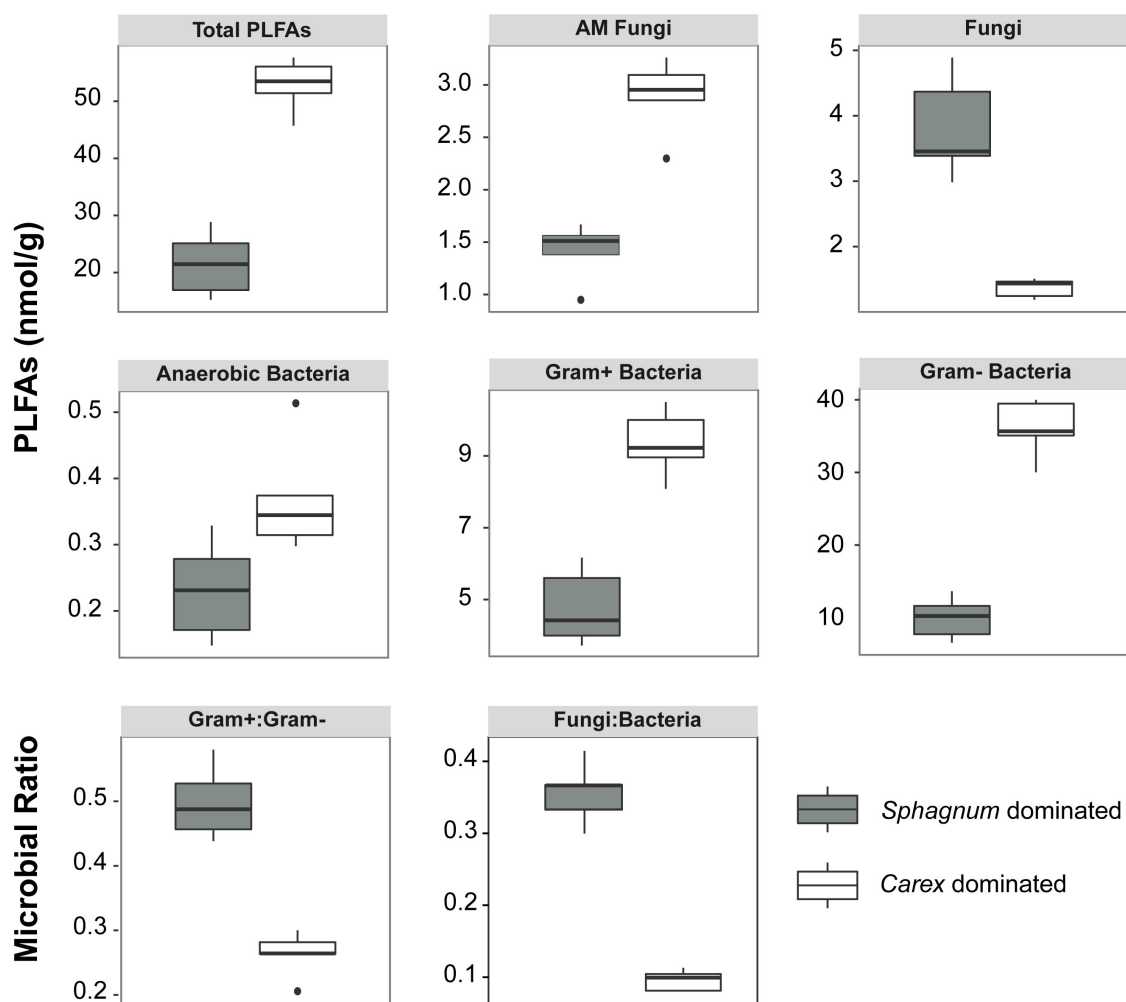 Total PLFAs
AM Fungi
Fungi
PLFAs (nmol/g)
50
40
30
20
3.0
2.5
2.0
1.5
1.0
5
4
3
2
Anaerobic Bacteria
Gram+ Bacteria
Gram- Bacteria
0.5
0.4
0.3
0.2
9
7
5
40
30
20
10
Gram+:Gram-
Fungi:Bacteria
Microbial Ratio
0.5
0.4
0.3
0.2
0.4
0.3
0.2
0.1
Sphagnum dominated
Carex dominated